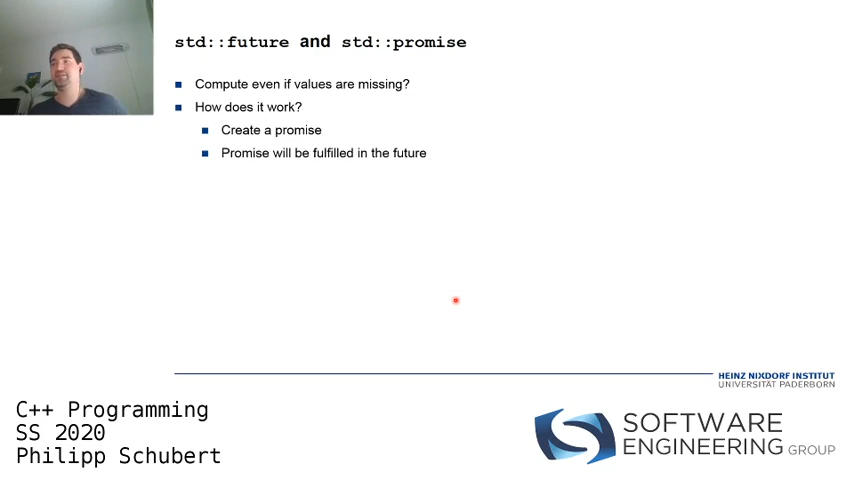 std::future and std::promise
Compute even if values are missing?
How does it work?
Create a promise
Promise will be fulfilled in the future
HEINZ NIXDORF INSTITUT
UNIVERSITÄT PADERBORN
C++ Programming
SS 2020
Philipp Schubert
SOFTWARE
ENGINEERING GROUP